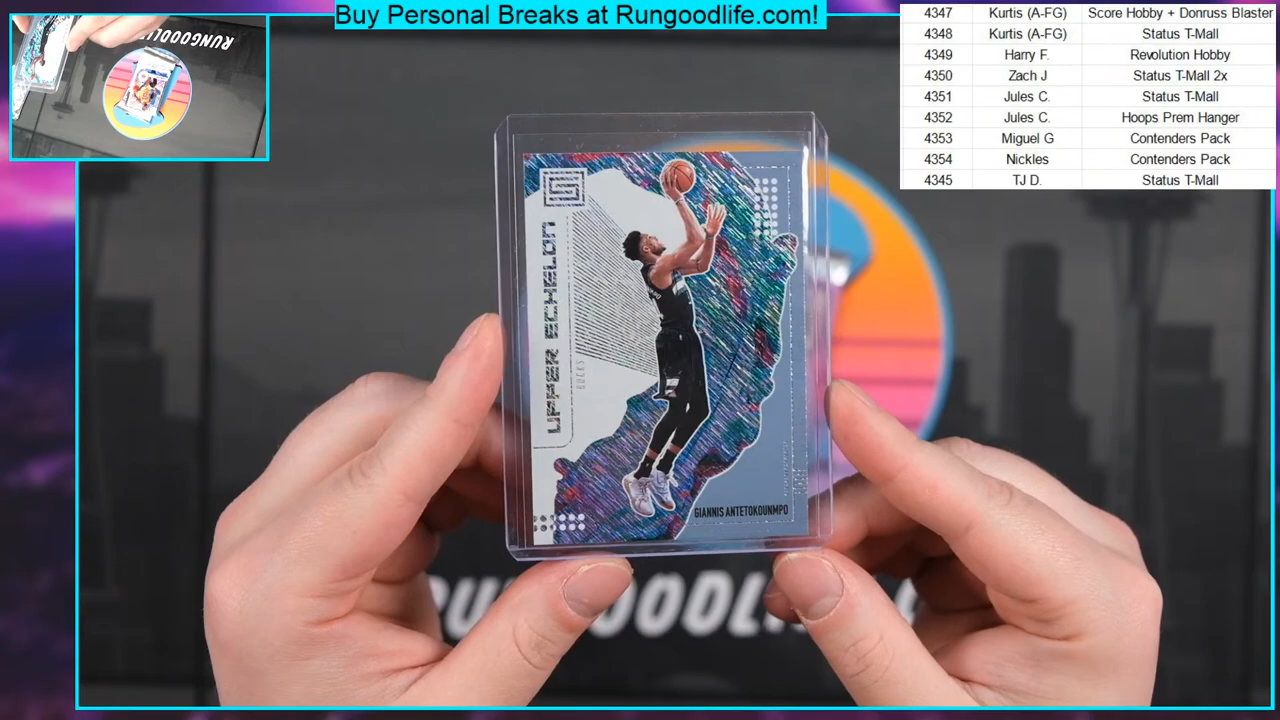 Buy Personal Breaks at Rungoodlife.com!
4347 Kurtis (A-FG) Score Hobby + Donruss Blaster
4348 Kurtis (A-FG) Status T-Mall
4349 Harry F. Revolution Hobby
4350 Zach J Status T-Mall 2x
4351 Jules C. Status T-Mall
4352 Jules C. Hoops Prem Hanger
4353 Miguel G Contenders Pack
4354 Nickles Contenders Pack
4345 TJ D. Status T-Mall
UPPER ECHELON
BUCKS
GIANNIS ANTETOKOUNMPO